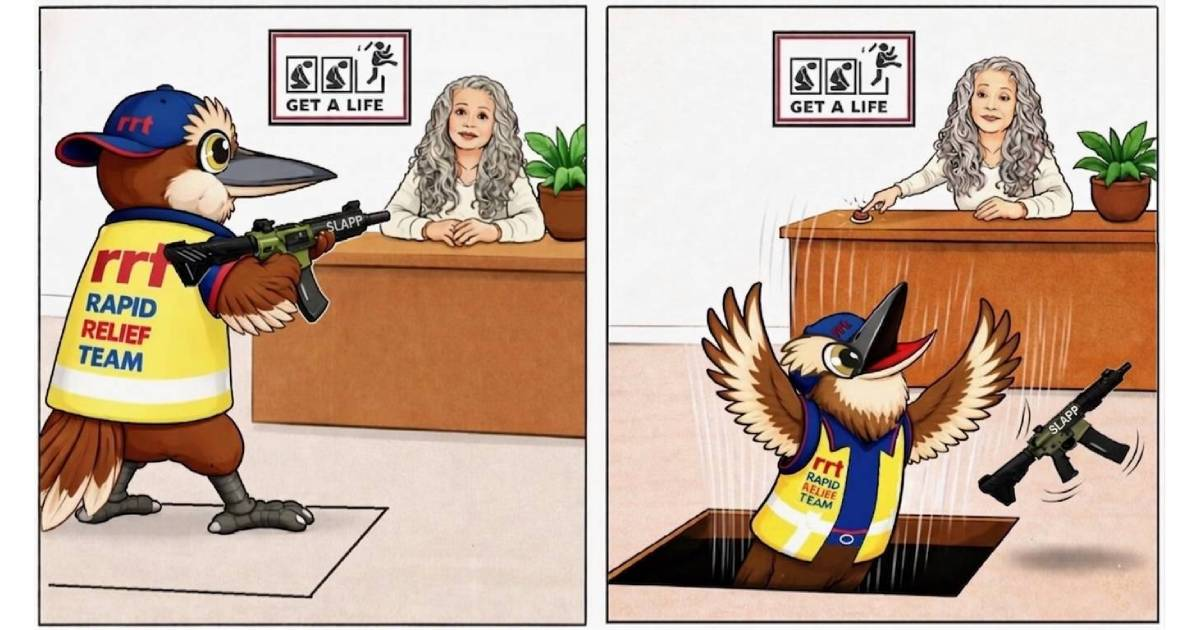 rrt
GET A LIFE
SLAPP
rrt
RAPID
RELIEF
TEAM
GET A LIFE
rrt
SLAPP
rrt
RAPID
RELIEF
TEAM